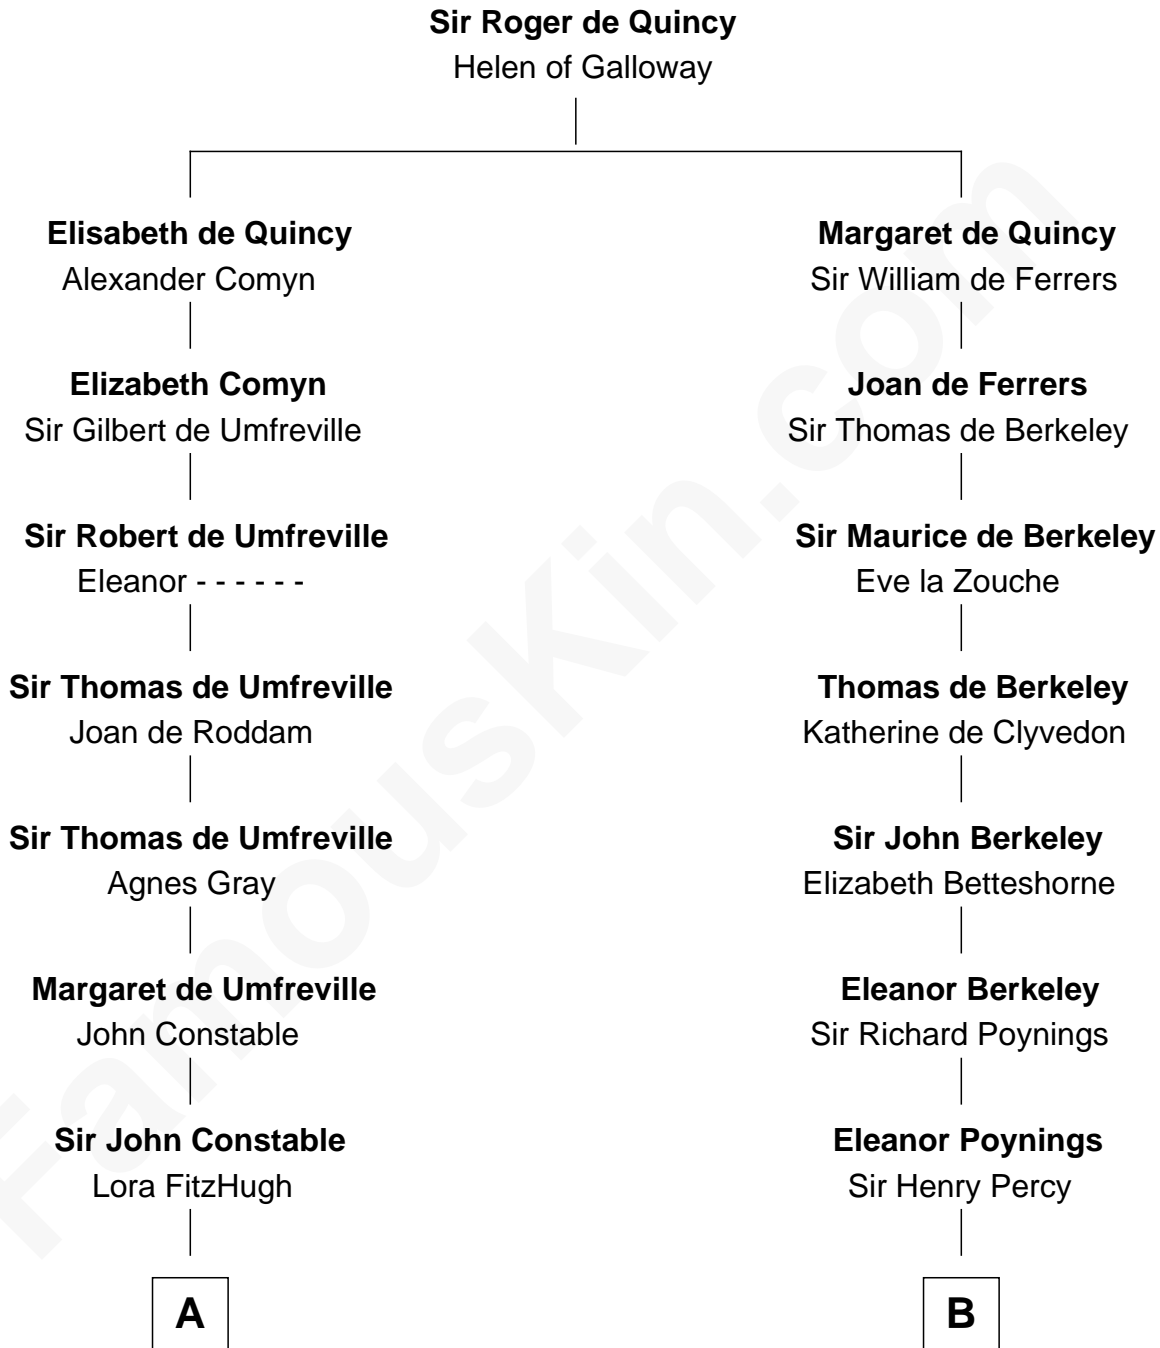 Sir Roger de Quincy
Helen of Galloway
Elisabeth de Quincy
Alexander Comyn
Margaret de Quincy
Sir William de Ferrers
Elizabeth Comyn
Sir Gilbert de Umfreville
Joan de Ferrers
Sir Thomas de Berkeley
Sir Robert de Umfreville
Eleanor - - - - - -
Sir Maurice de Berkeley
Eve la Zouche
Sir Thomas de Umfreville
Joan de Roddam
Thomas de Berkeley
Katherine de Clyvedon
Sir Thomas de Umfreville
Agnes Gray
Sir John Berkeley
Elizabeth Betteshorne
Margaret de Umfreville
John Constable
Eleanor Berkeley
Sir Richard Poynings
Sir John Constable
Lora FitzHugh
Eleanor Poynings
Sir Henry Percy
A
B
FamousKin.com